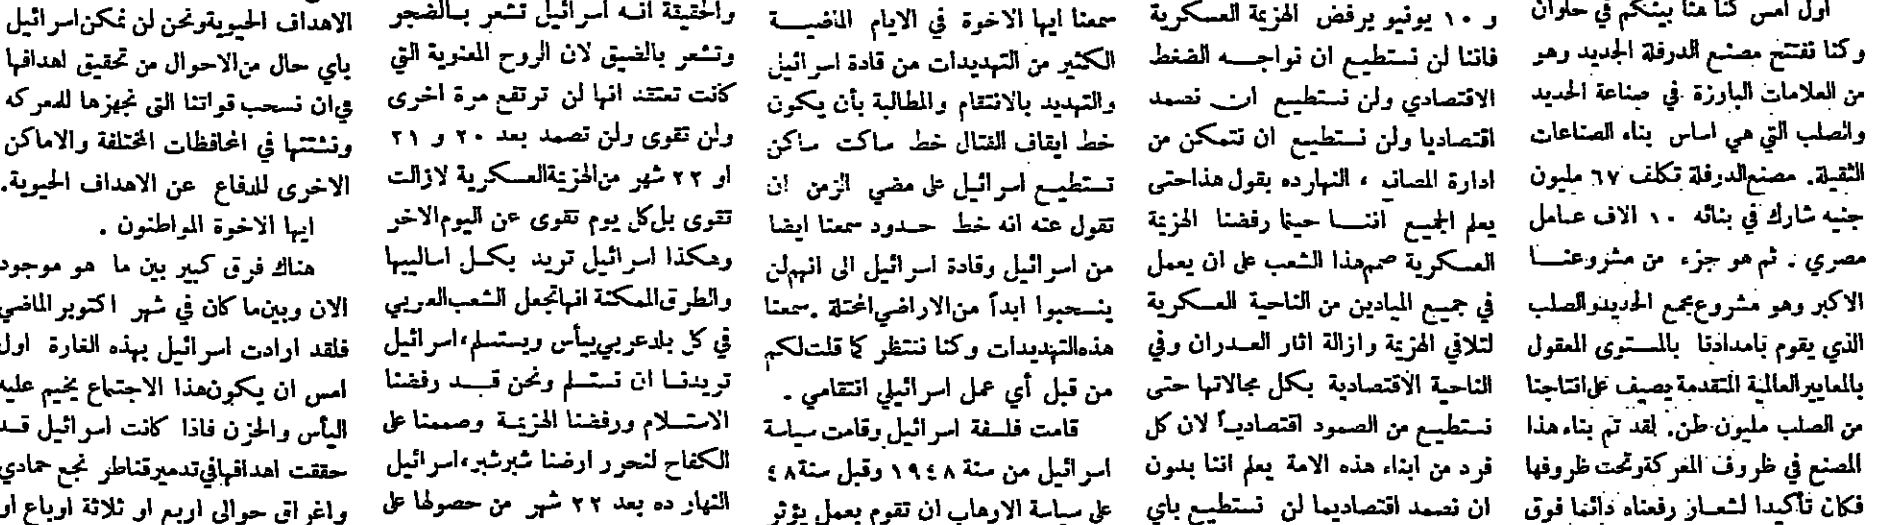 اول امس كنا هنا بينكم في حلوان
وكنا نفتتح مصنع الدرفلة الجديد وهو
من العلامات البارزة في صناعة الحديد
والصلب التي هي اساس بناء الصناعات
الثقيلة. مصنع الدرفلة تكلف ٦٧ مليون
جنيه شارك في بنائه ١٠ الاف عامل
مصري . ثم هو جزء من مشروعنا
الاكبر وهو مشروع مجمع الحديد والصلب
الذي يقوم بامدادنا بالمستوى المعقول
بالمعايير العالمية المتقدمة يصيف على انتاجتا
من الصلب مليون طن. لقد تم بناء هذا
المصنع في ظروف المعركة وتحت ظروفها
فكان تأكيدا لشعار رفعناه دائما فوق
و ١٠ يونيو يرفض الهزيمة العسكرية
فاننا لن نستطيع ان نواجه الضغط
الاقتصادي ولن نستطيع ان نصمد
اقتصاديا ولن نستطيع ان نتمكن من
ادارة المصانع ، النهارده بقول هذا حتى
يعلم الجميع اننا حينما رفضنا الهزيمة
العسكرية صمم هذا الشعب على ان يعمل
في جميع الميادين من الناحية العسكرية
لتلافي الهزيمة وازالة اثار العدوان وفي
الناحية الاقتصادية بكل مجالاتها حتى
نستطيع من الصمود اقتصادياً لان كل
فرد من ابناء هذه الامة يعلم اننا بدون
ان نصمد اقتصاديما لن نستطيع باي
سمعنا ايها الاخوة في الايام الماضية
الكثير من التهديدات من قادة اسرائيل
والتهديد بالانتقام والمطالبة بأن يكون
خط ايقاف القتال خط ساكت ساكن
تستطيع اسرائيل على مضي الزمن ان
تقول عنه انه خط حدود سمعنا ايضا
من اسرائيل وقادة اسرائيل الى انهم لن
ينسحبوا ابداً من الاراضي المحتلة . سمعنا
هذه التهديدات وكنا ننتظر كما قلت لكم
من قبل أي عمل اسرائيلي انتقامي .
قامت فلسفة اسرائيل وقامت سياسة
اسرائيل من سنة ١٩٤٨ وقبل سنة ٤٨
على سياسة الارهاب ان تقوم بعمل يؤثر
والحقيقة انه اسرائيل تشعر بالضجر
وتشعر بالضيق لان الروح المعنوية التي
كانت تعتقد انها لن ترتفع مرة اخرى
ولن تقوى ولن تصمد بعد ٢٠ و ٢١
او ٢٢ شهر من الهزيمة العسكرية لازالت
تقوى بل كل يوم تقوى عن اليوم الاخر
وهكذا اسرائيل تريد بكل اساليبها
والطرق الممكنة انها تجعل الشعب العربي
في كل بلد عربي ييأس ويستسلم، اسرائيل
تريدنا ان نستسلم ونحن قد رفضنا
الاستسلام ورفضنا الهزيمة وصممنا على
الكفاح لنحرر ارضنا شبر شبر، اسرائيل
النهار ده بعد ٢٢ شهر من حصولها على
الاهداف الحيوية ونحن لن نمكن اسرائيل
باي حال من الاحوال من تحقيق اهدافها
في ان نسحب قواتنا التي نجهزها للمعركه
ونشتتها في المحافظات المختلفة والاماكن
الاخرى للدفاع عن الاهداف الحيوية.
ايها الاخوة المواطنون .
هناك فرق كبير بين ما هو موجود
الان وبين ما كان في شهر اكتوبر الماضي
فلقد ارادت اسرائيل بهذه الغارة اول
امس ان يكون هذا الاجتماع يخيم عليه
اليأس والحزن فاذا كانت اسرائيل قد
حققت اهدافها في تدمير قناطر نجع حمادي
واغراق حوالي اربع او ثلاثة اوباع او